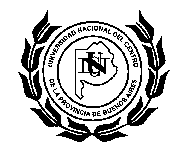 UNIVERSIDAD NACIONAL DEL CENTRO
DE LA PROVINCIA DE BUENOS AIRES